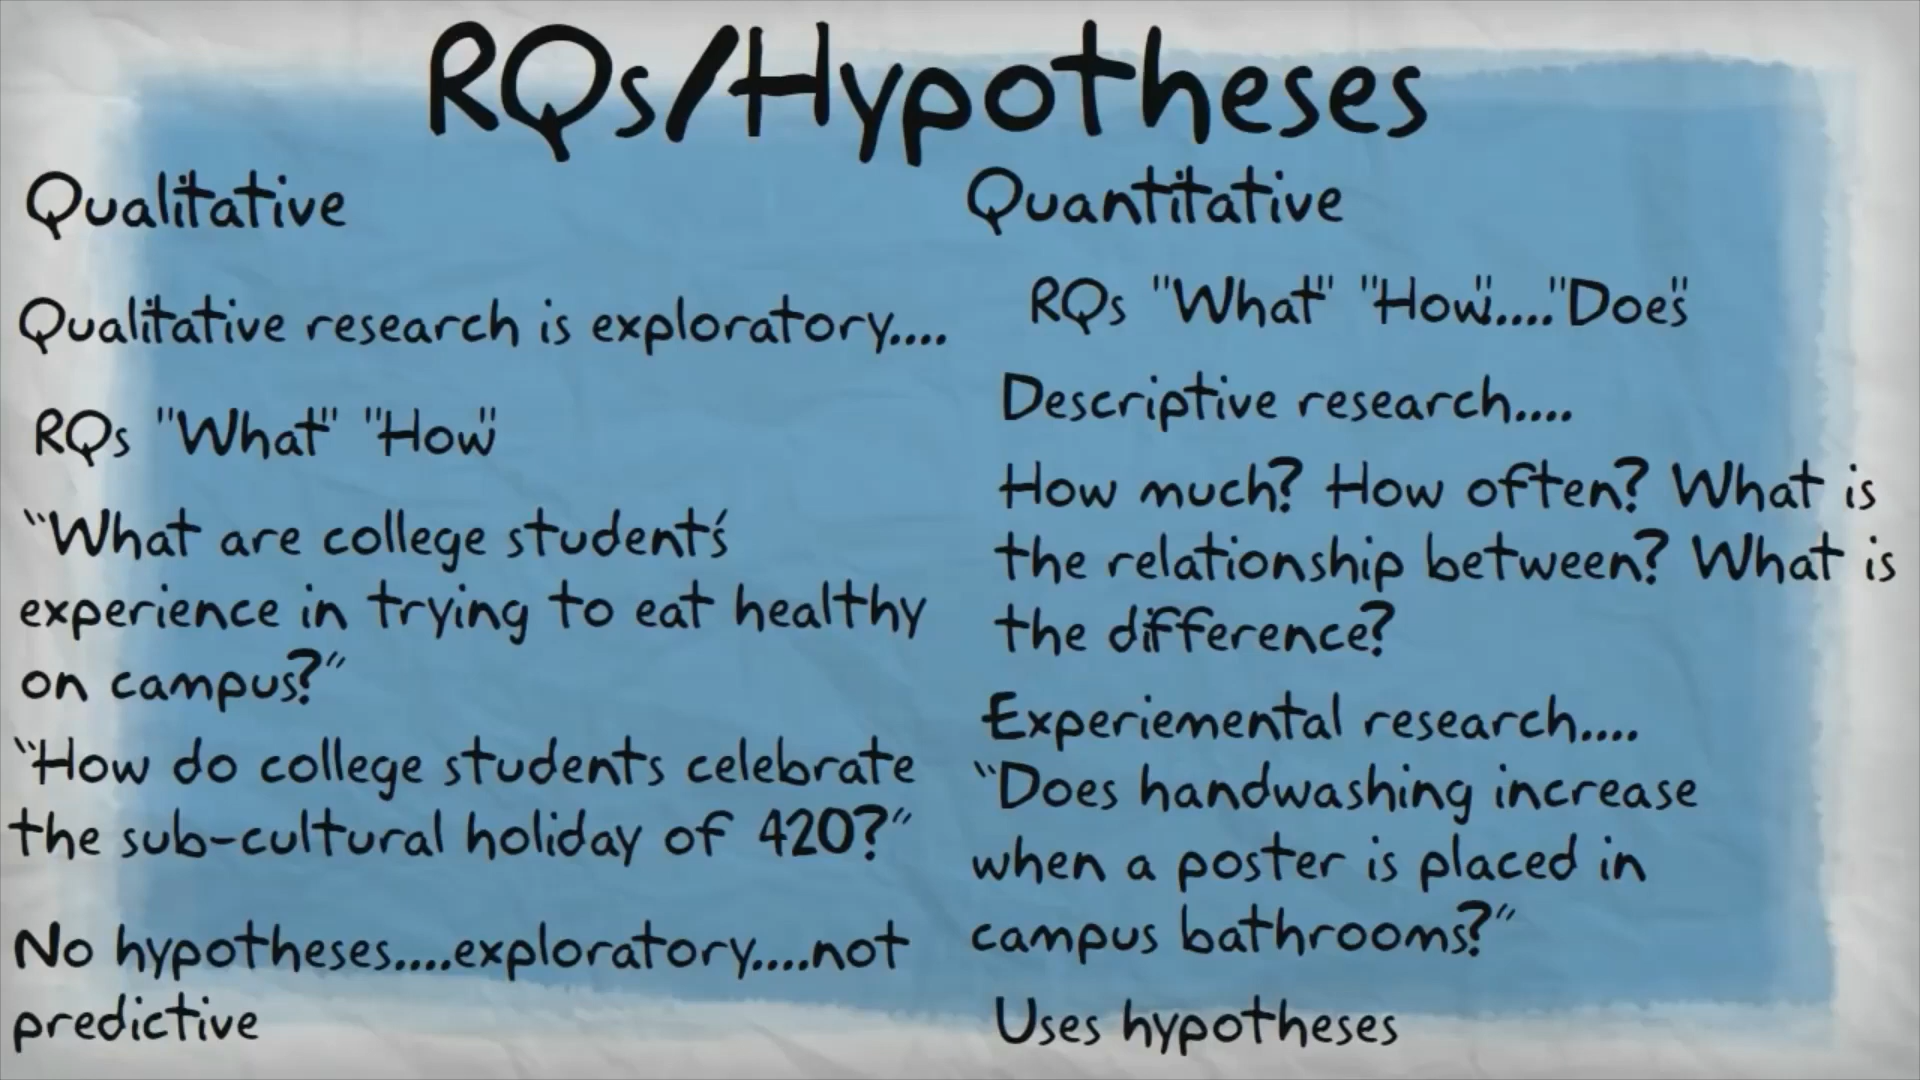 RQs/Hypotheses
Qualitative
Qualitative research is exploratory....
RQs "What" "How"
"What are college student's
experience in trying to eat healthy
on campus?"
"How do college students celebrate
the sub-cultural holiday of 420?"
No hypotheses....exploratory....not
predictive
Quantitative
RQs "What" "How"...."Does"
Descriptive research....
How much? How often? What is
the relationship between? What is
the difference?
Experiemental research....
"Does handwashing increase
when a poster is placed in
campus bathrooms?"
Uses hypotheses